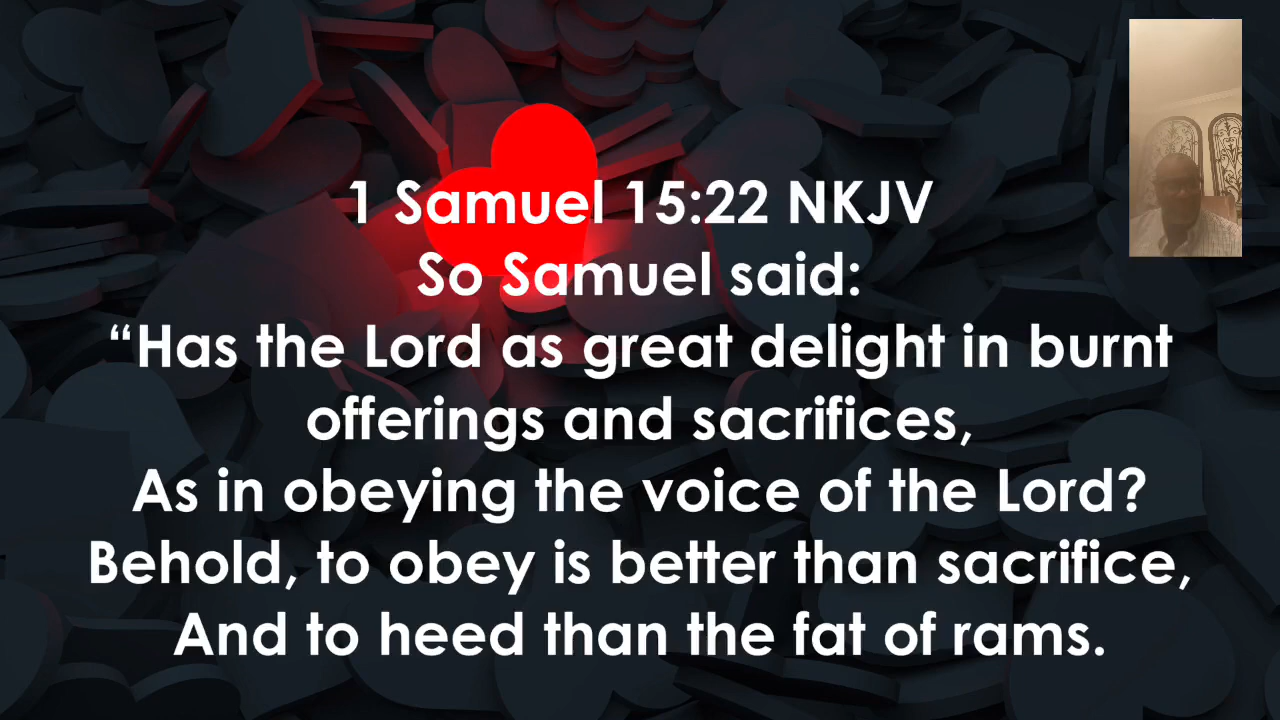 1 Samuel 15:22 NKJV
So Samuel said:
“Has the Lord as great delight in burnt
offerings and sacrifices,
As in obeying the voice of the Lord?
Behold, to obey is better than sacrifice,
And to heed than the fat of rams.